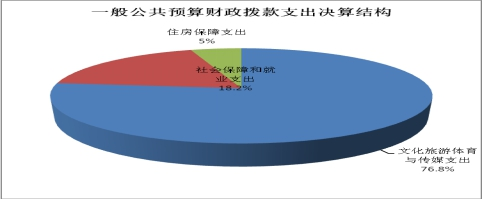 一般公共预算财政拨款支出决算结构
住房保障支出
5%
社会保障和就
业支出
18.2%
文化旅游体育
与传媒支出
76.8%